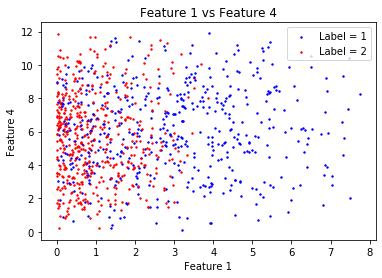 Feature 1 vs Feature 4
Label = 1
Label = 2
12
10
8
6
4
2
0
Feature 4
0 1 2 3 4 5 6 7 8
Feature 1